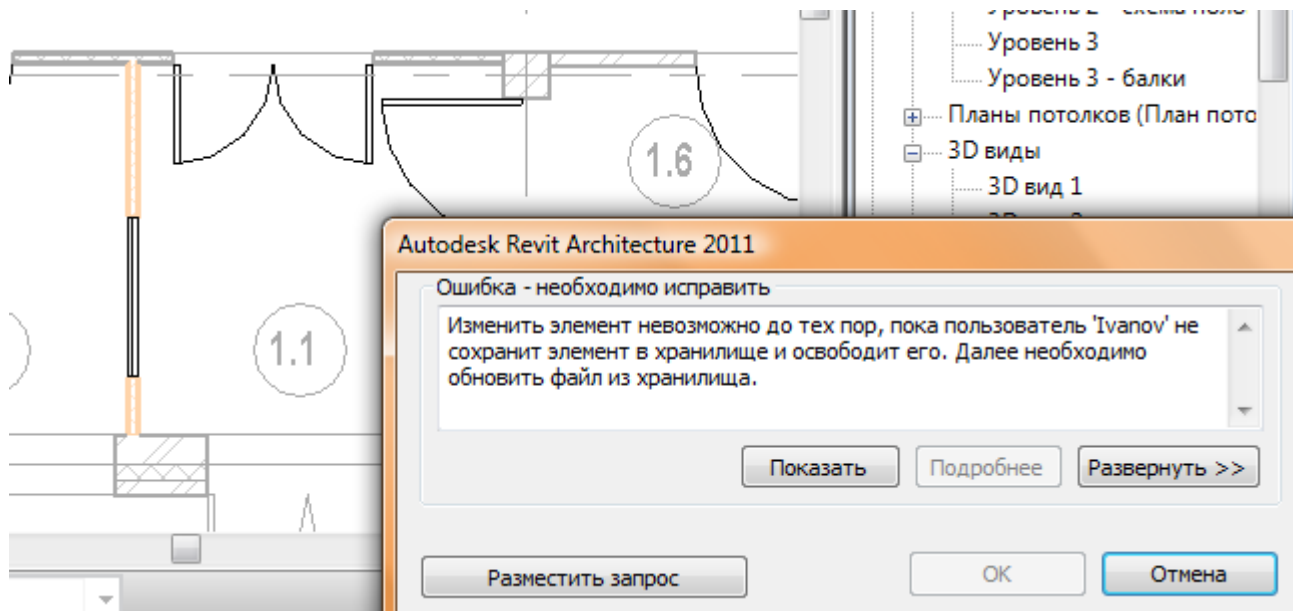 Уровень 3
Уровень 3 - балки
Планы потолков (План пото
3D виды
3D вид 1
1.6
1.1
Autodesk Revit Architecture 2011
Ошибка - необходимо исправить
Изменить элемент невозможно до тех пор, пока пользователь 'Ivanov' не
сохранит элемент в хранилище и освободит его. Далее необходимо
обновить файл из хранилища.
Показать
Подробнее
Развернуть >>
Разместить запрос
OK
Отмена